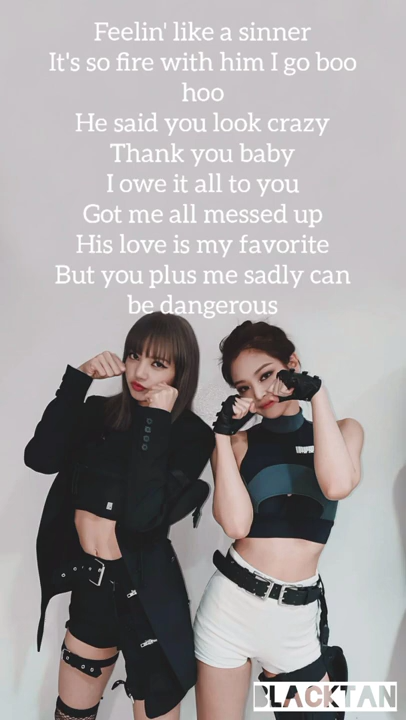 Feelin' like a sinner
It's so fire with him I go boo
hoo
He said you look crazy
Thank you baby
I owe it all to you
Got me all messed up
His love is my favorite
But you plus me sadly can
be dangerous
BLACKTAN